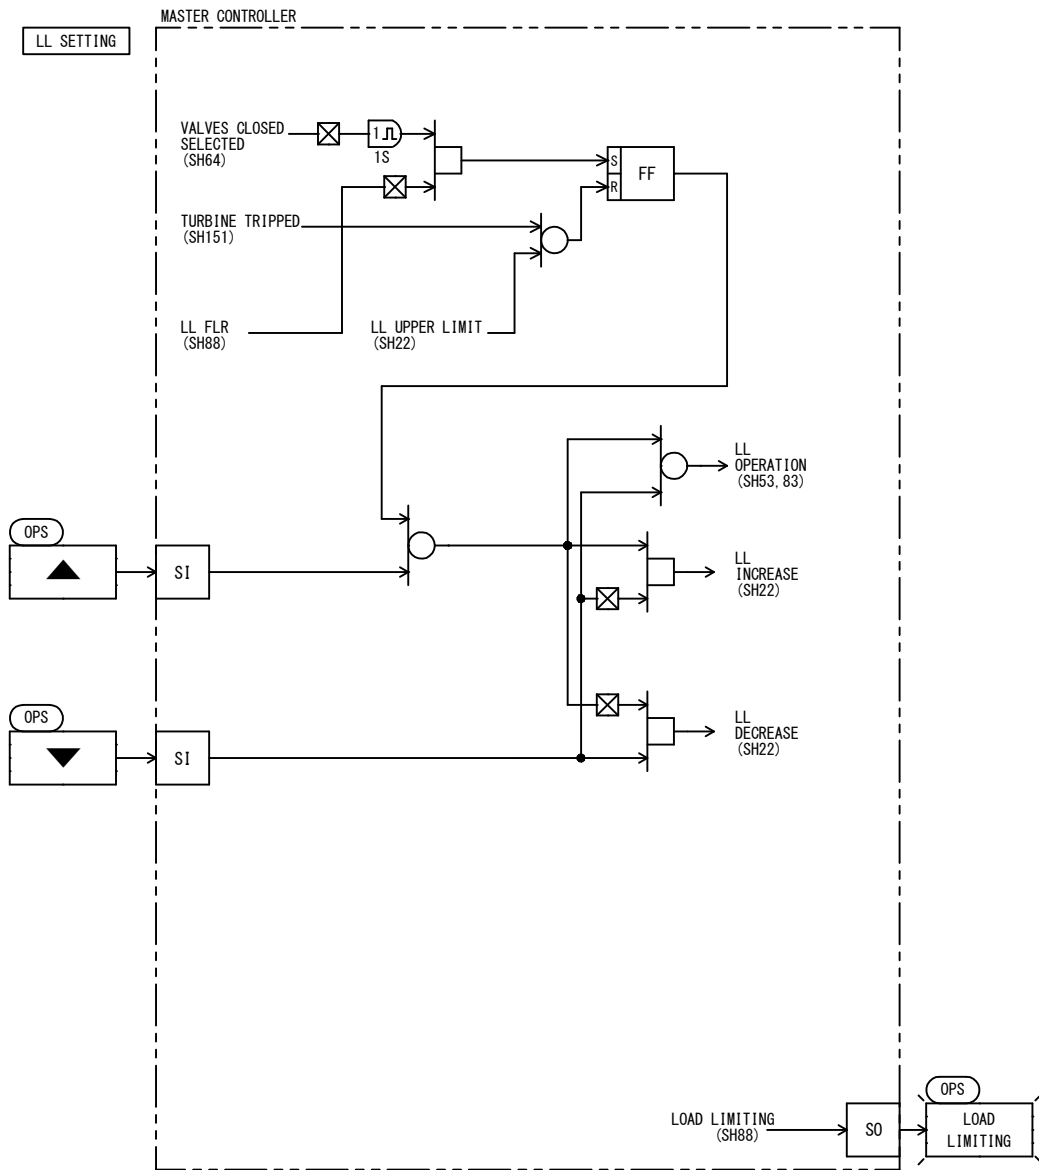 MASTER CONTROLLER
LL SETTING
VALVES CLOSED
SELECTED
(SH64)
1
1S
S
R
FF
TURBINE TRIPPED
(SH151)
LL FLR
(SH88)
LL UPPER LIMIT
(SH22)
LL
OPERATION
(SH53, 83)
OPS
SI
LL
INCREASE
(SH22)
OPS
SI
LL
DECREASE
(SH22)
OPS
LOAD LIMITING
(SH88)
SO
LOAD
LIMITING